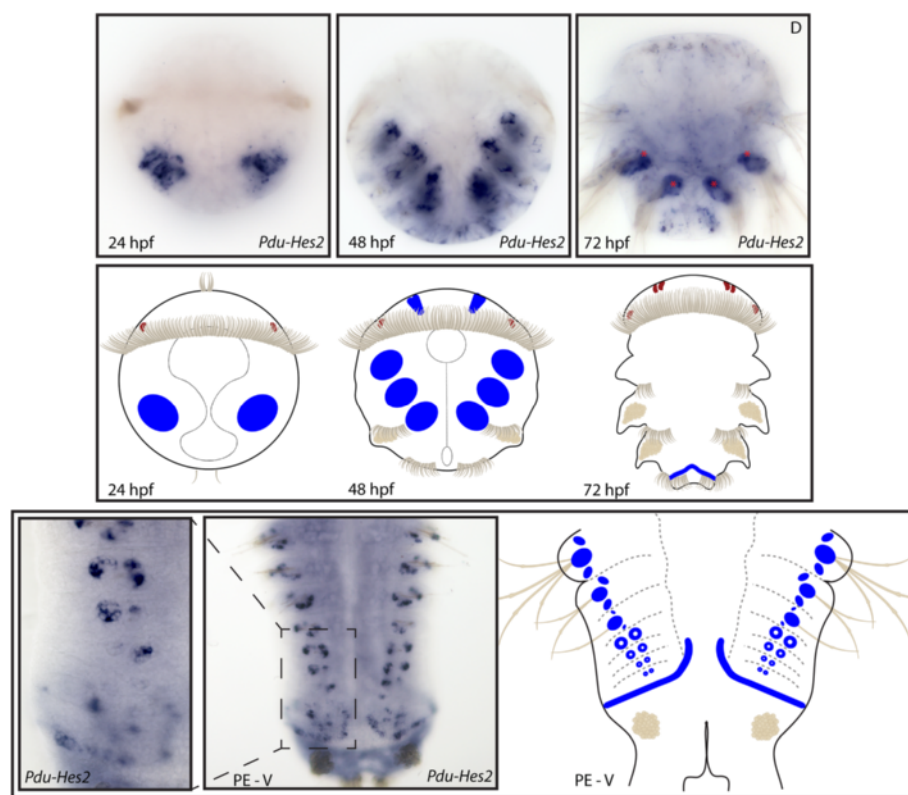 D
24 hpf Pdu-Hes2
48 hpf Pdu-Hes2
72 hpf Pdu-Hes2
24 hpf
48 hpf
72 hpf
Pdu-Hes2
PE - V Pdu-Hes2
PE - V